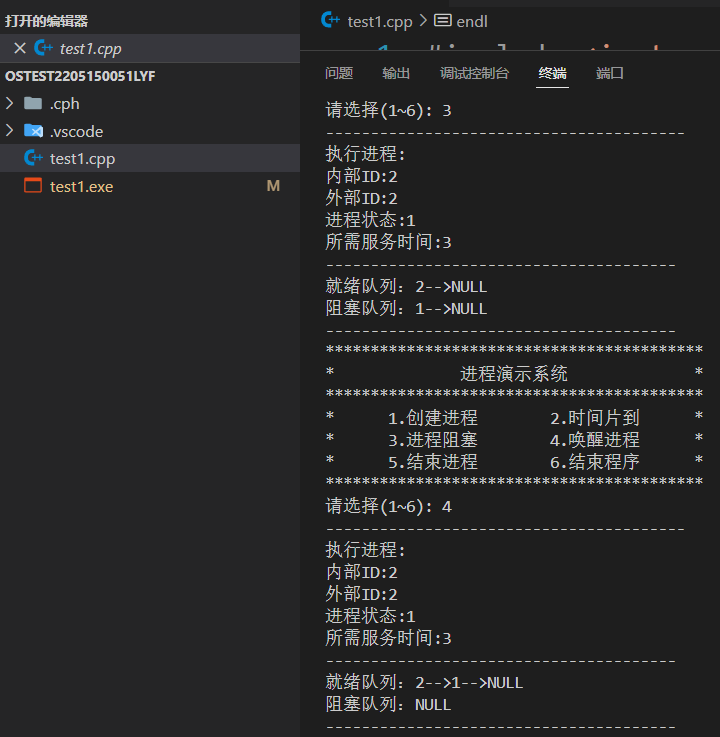 打开的编辑器
test1.cpp
OSTEST2205150051LYF
.cph
.vscode
test1.cpp
test1.exe M
test1.cpp > endl
问题 输出 调试控制台 终端 端口
请选择(1~6): 3
----------------------------------------
执行进程:
内部ID:2
外部ID:2
进程状态:1
所需服务时间:3
---------------------------------------
就绪队列: 2-->NULL
阻塞队列: 1-->NULL
---------------------------------------
******************************************
* 进程演示系统 *
******************************************
* 1.创建进程 2.时间片到 *
* 3.进程阻塞 4.唤醒进程 *
* 5.结束进程 6.结束程序 *
******************************************
请选择(1~6): 4
----------------------------------------
执行进程:
内部ID:2
外部ID:2
进程状态:1
所需服务时间:3
---------------------------------------
就绪队列: 2-->1-->NULL
阻塞队列: NULL
---------------------------------------